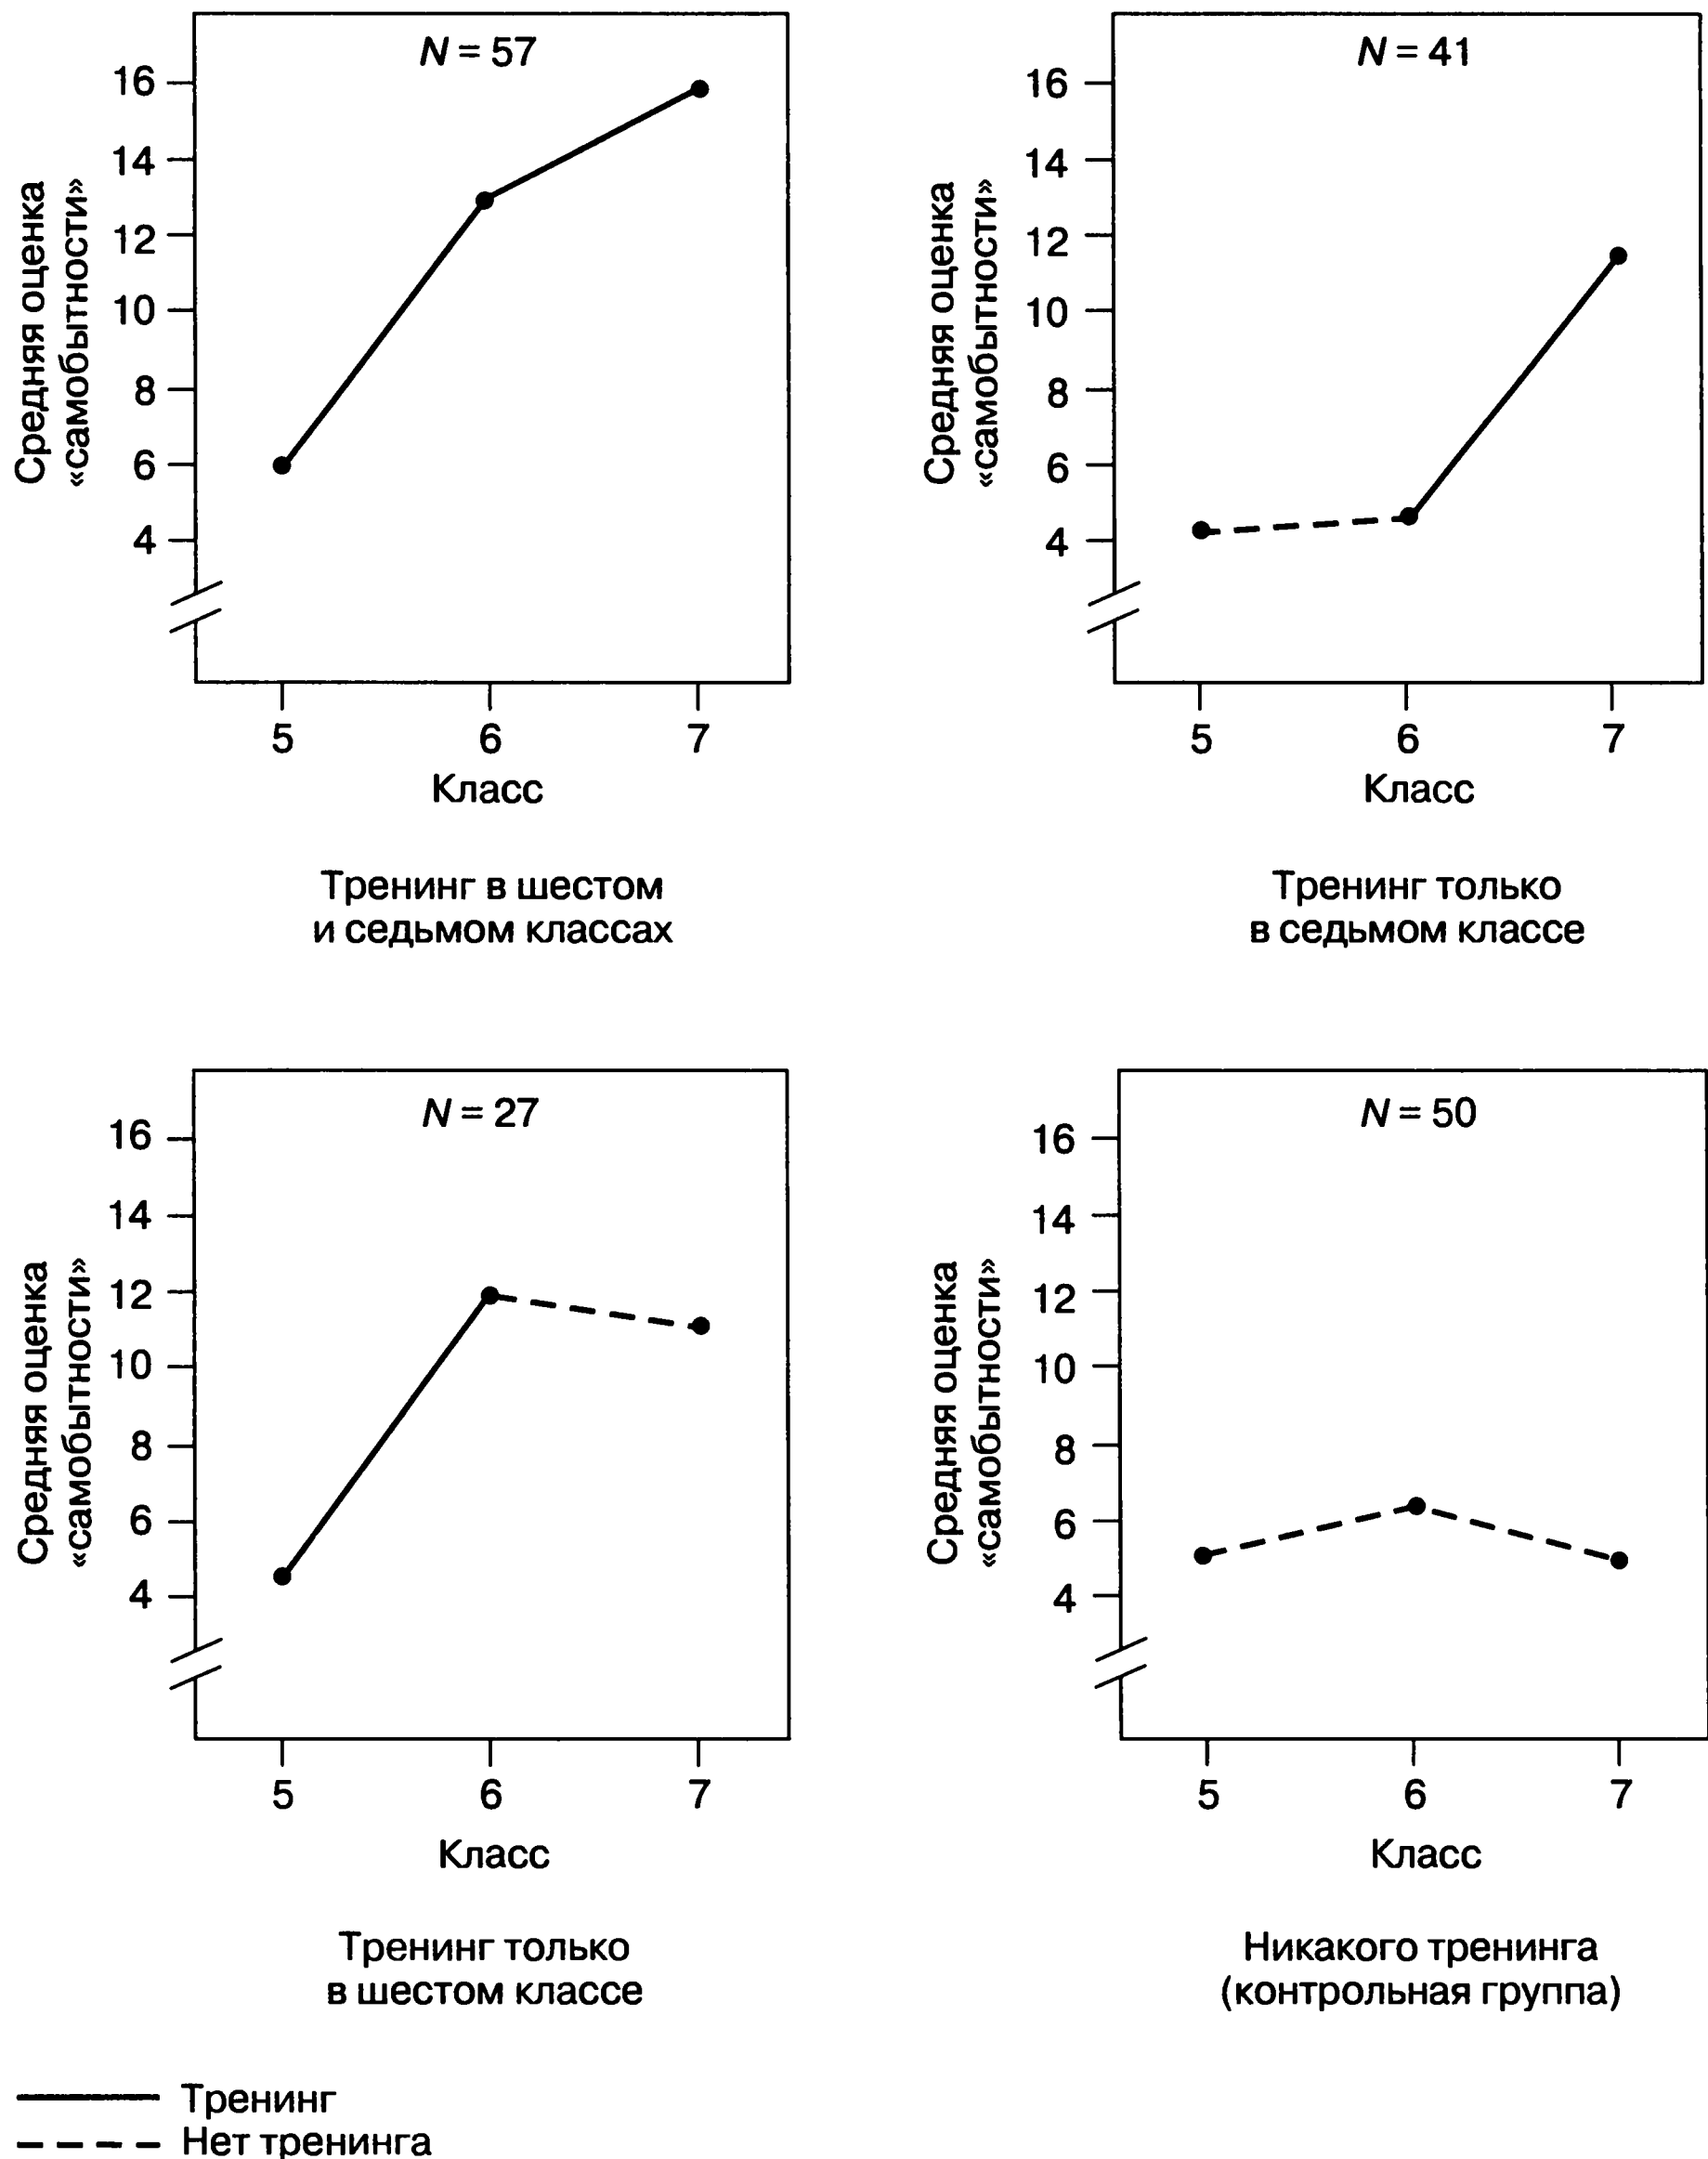 N = 57
16
14
12
10
8
6
4
Средняя оценка
«самобытности»
5 6 7
Класс
Тренинг в шестом
и седьмом классах
N = 41
16
14
12
10
8
6
4
Средняя оценка
«самобытности»
5 6 7
Класс
Тренинг только
в седьмом классе
N = 27
16
14
12
10
8
6
4
Средняя оценка
«самобытности»
5 6 7
Класс
Тренинг только
в шестом классе
N = 50
16
14
12
10
8
6
4
Средняя оценка
«самобытности»
5 6 7
Класс
Никакого тренинга
(контрольная группа)
Тренинг
Нет тренинга